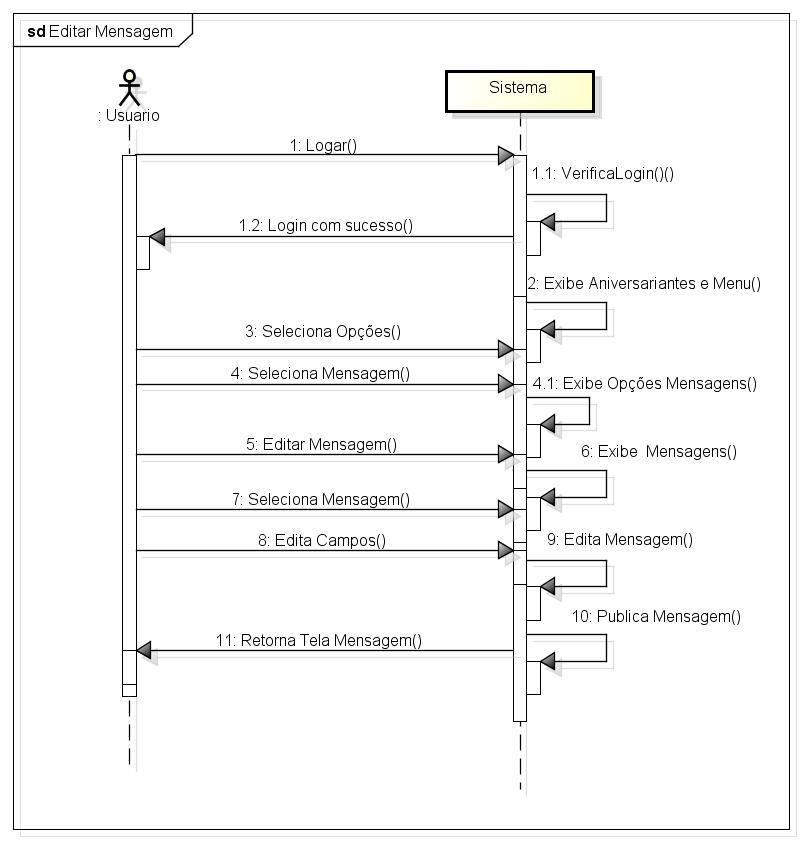 sd Editar Mensagem
: Usuario
Sistema
1: Logar()
1.1: VerificaLogin()()
1.2: Login com sucesso()
2: Exibe Aniversariantes e Menu()
3: Seleciona Opções()
4: Seleciona Mensagem()
4.1: Exibe Opções Mensagens()
5: Editar Mensagem()
6: Exibe  Mensagens()
7: Seleciona Mensagem()
8: Edita Campos()
9: Edita Mensagem()
10: Publica Mensagem()
11: Retorna Tela Mensagem()